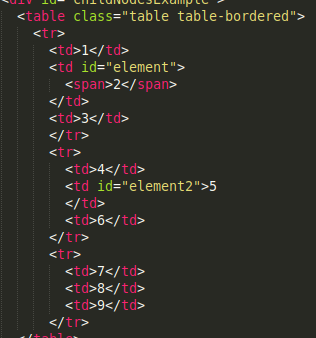 <div id="childNodesExample">
<table class="table table-bordered">
<tr>
<td>1</td>
<td id="element">
<span>2</span>
</td>
<td>3</td>
</tr>
<tr>
<td>4</td>
<td id="element2">5
</td>
<td>6</td>
</tr>
<tr>
<td>7</td>
<td>8</td>
<td>9</td>
</tr>
</table>